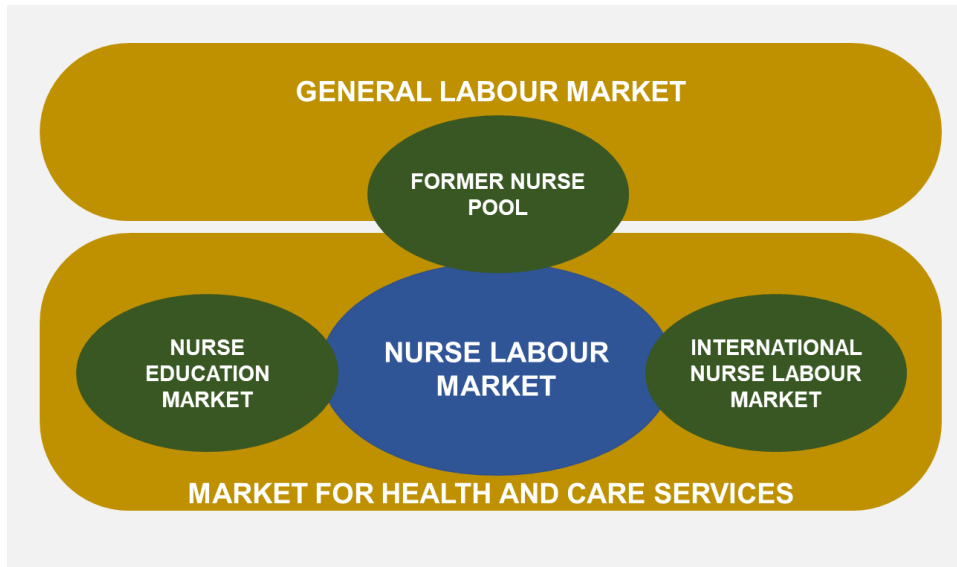 GENERAL LABOUR MARKET
FORMER NURSE
POOL
NURSE
EDUCATION
MARKET
NURSE LABOUR
MARKET
INTERNATIONAL
NURSE LABOUR
MARKET
MARKET FOR HEALTH AND CARE SERVICES